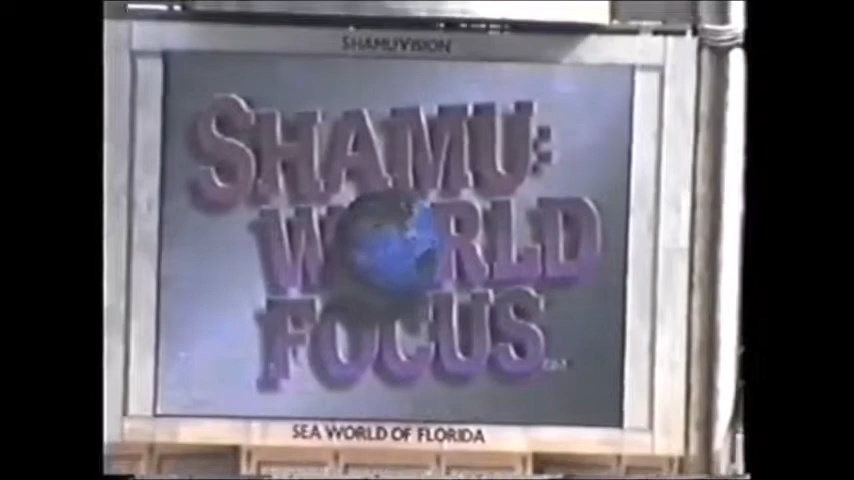 SHAMUVISION
SHAMU:
WORLD
FOCUS
SEA WORLD OF FLORIDA